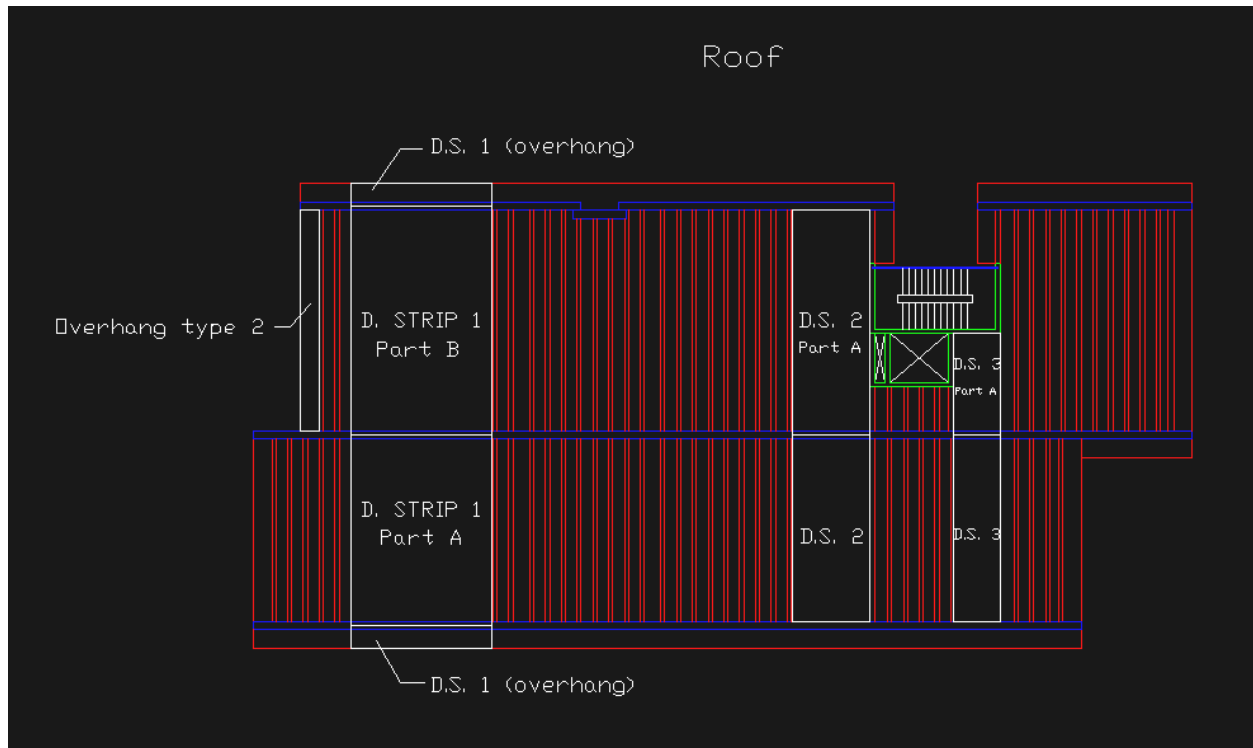 Roof
D.S. 1 (overhang)
Overhang type 2
D. STRIP 1
Part B
D.S. 2
Part A
D.S. 3
Part A
D. STRIP 1
Part A
D.S. 2
D.S. 3
D.S. 1 (overhang)